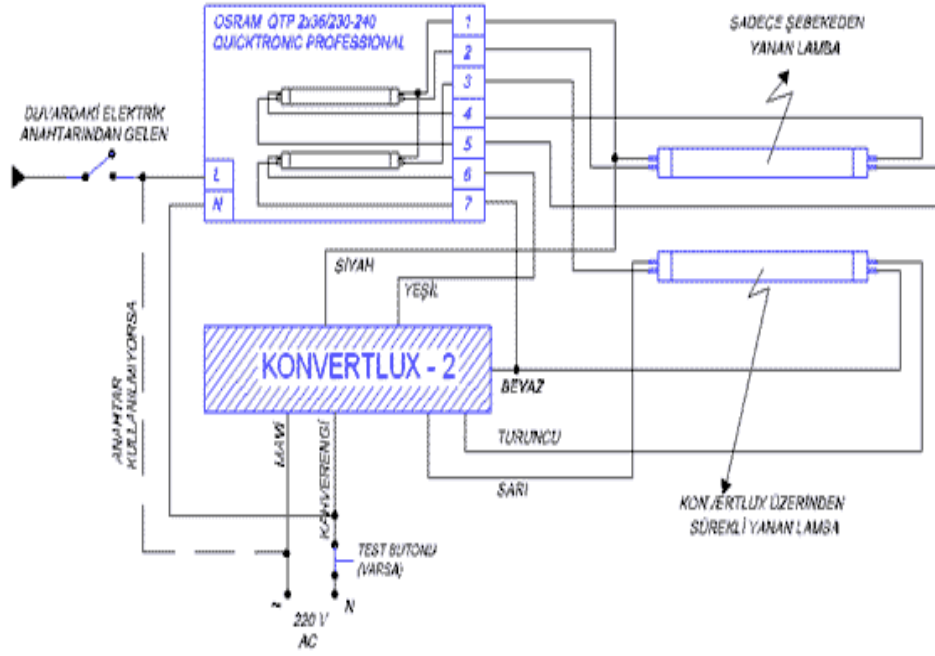 OSRAM QTP 2x36/230-240
QUICKTRONIC PROFESSIONAL
1
2
3
4
5
6
7
L
N
SADECE ŞEBEKEDEN
YANAN LAMBA
DUVARDAKİ ELEKTRİK
ANAHTARINDAN GELEN
SİYAH
YEŞİL
KONVERTLUX - 2
BEYAZ
TURUNCU
SARI
MAVİ
KAHVERENGİ
ANAHTAR
KULLANILMIYORSA
KONVERTLUX ÜZERİNDEN
SÜREKLİ YANAN LAMBA
TEST BUTONU
(VARSA)
~
N
220 V
AC